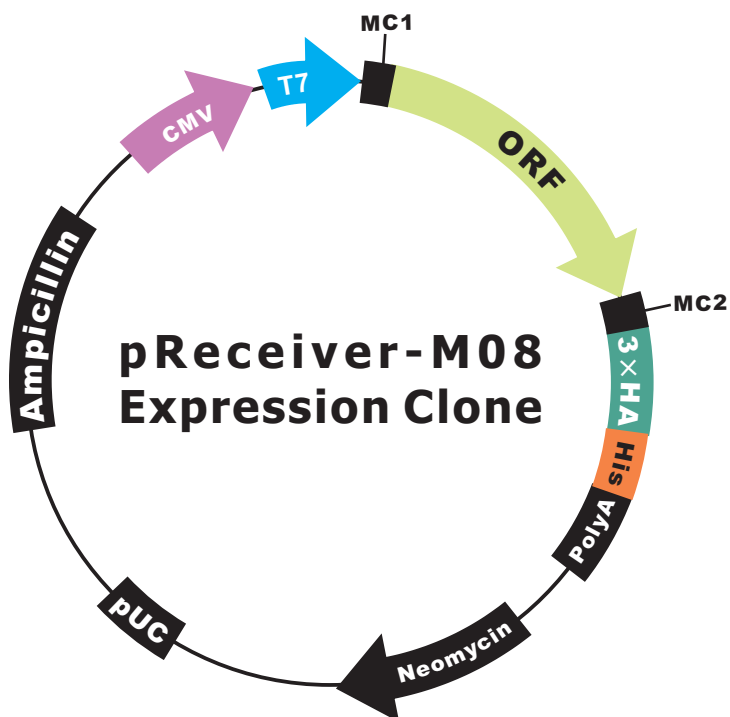 MC1
T7
CMV
ORF
MC2
3×HA
His
PolyA
Neomycin
pUC
Ampicillin
pReceiver-M08
Expression Clone